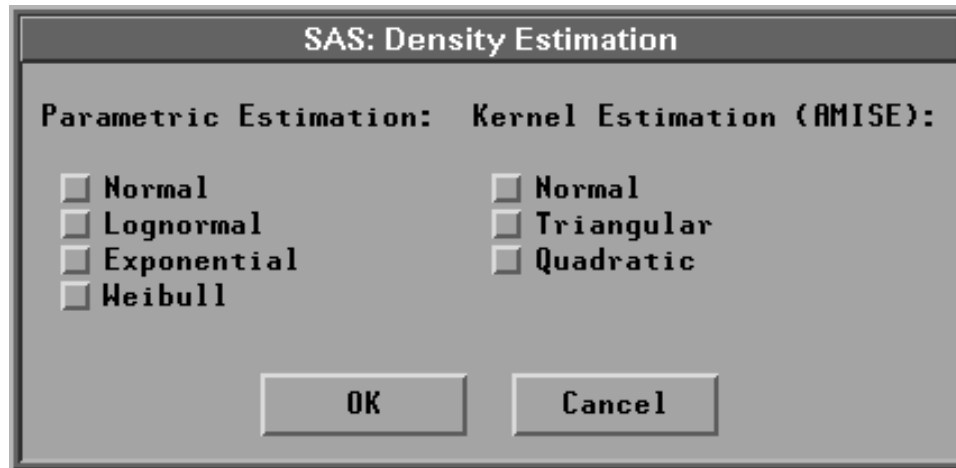 SAS: Density Estimation
Parametric Estimation: Kernel Estimation (AMISE):
Normal Normal
Lognormal Triangular
Exponential Quadratic
Weibull
OK Cancel